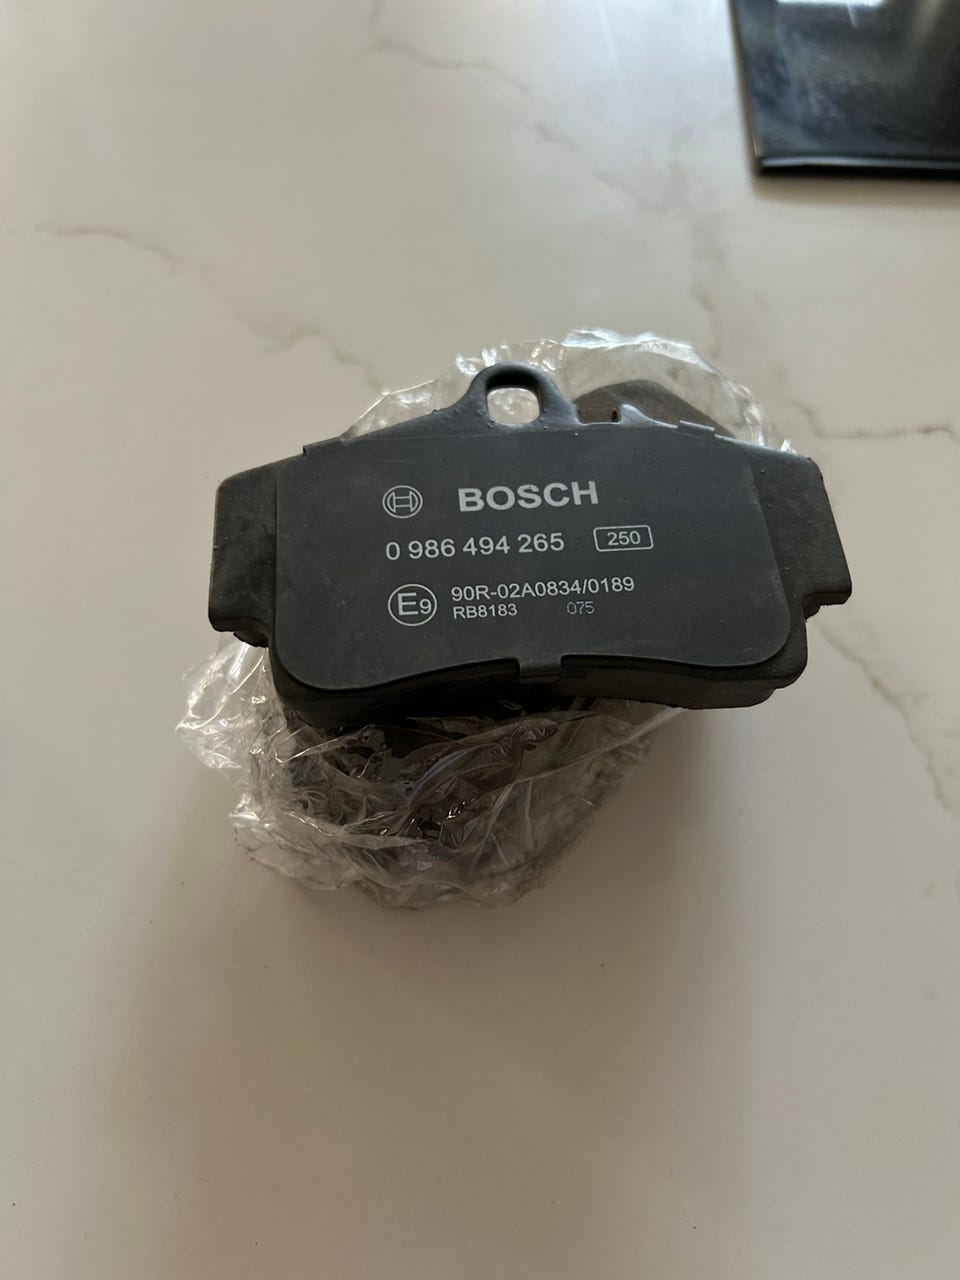 BOSCH
0 986 494 265 250
E9 90R-02A0834/0189
RB8183 075